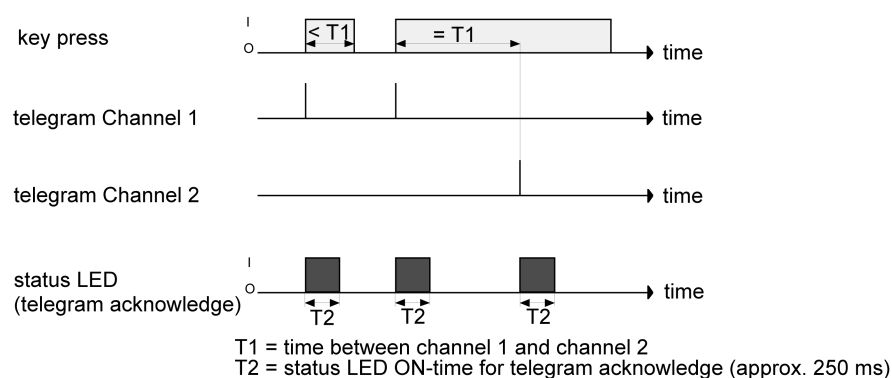 I
key press
< T1
= T1
O
time
telegram Channel 1
time
telegram Channel 2
time
I
status LED
O
time
(telegram acknowledge)
T2
T2
T2
T1 = time between channel 1 and channel 2
T2 = status LED ON-time for telegram acknowledge (approx. 250 ms)